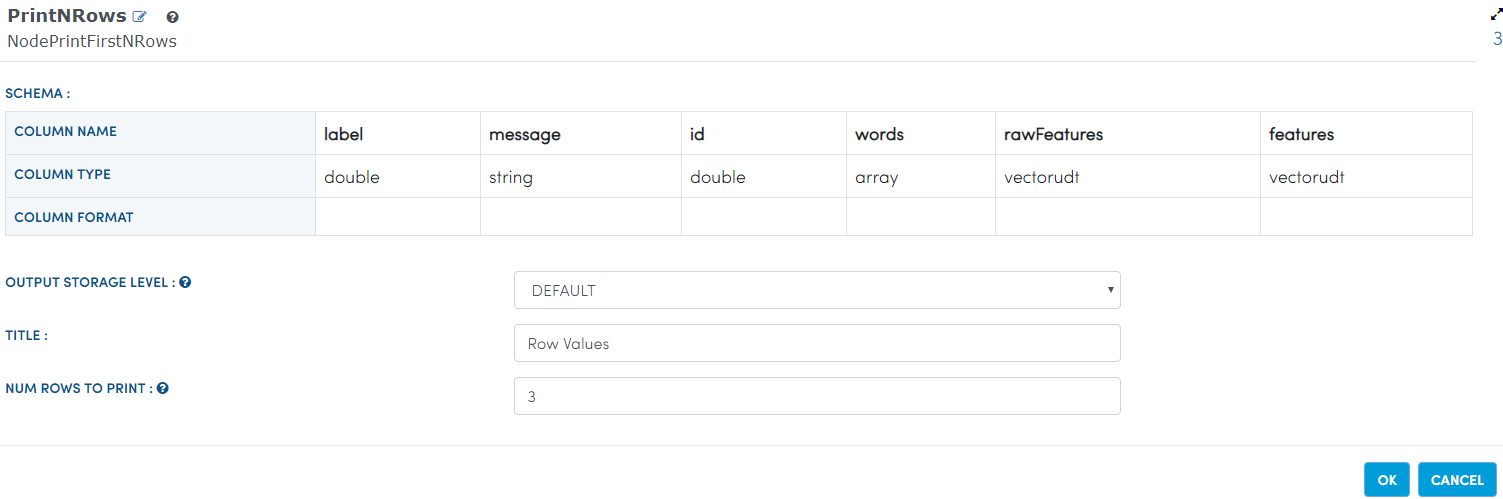 PrintNRows
NodePrintFirstNRows
3
SCHEMA :
COLUMN NAME label message id words rawFeatures features
COLUMN TYPE double string double array vectorudt vectorudt
COLUMN FORMAT
OUTPUT STORAGE LEVEL : DEFAULT
TITLE : Row Values
NUM ROWS TO PRINT : 3
OK CANCEL